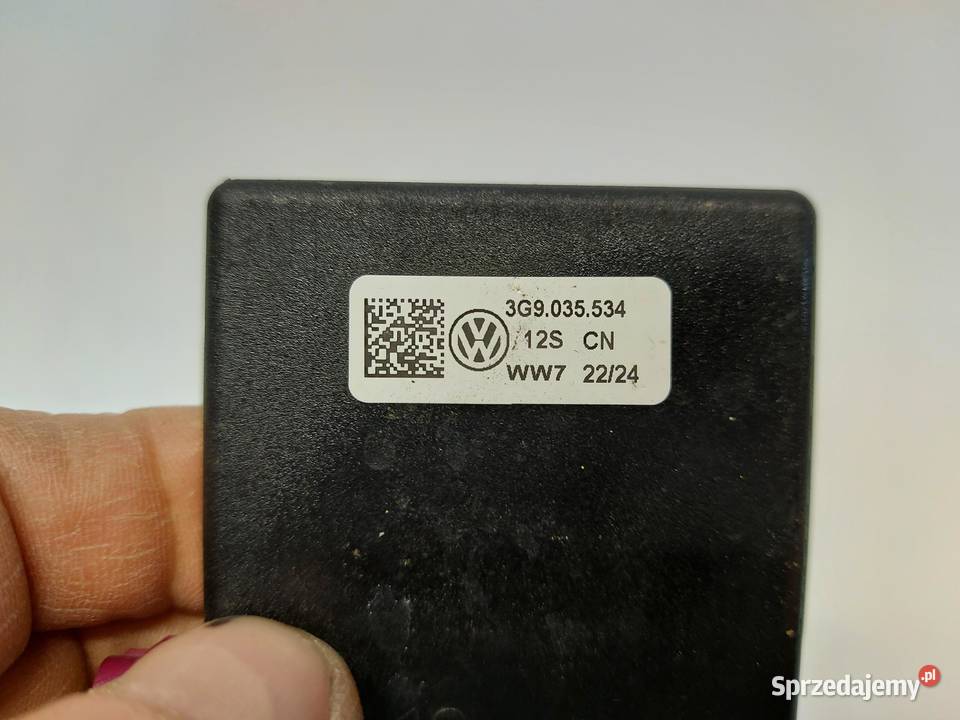 3G9.035.534
/12S CN
WW7 22/24
Sprzedajemy.pl